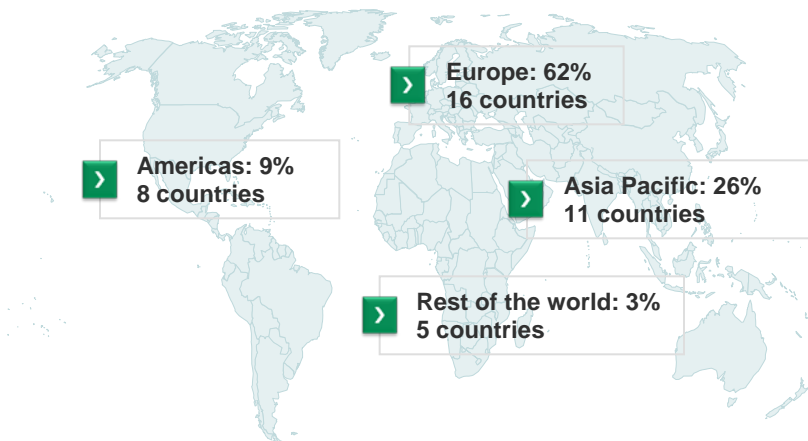 Europe: 62%
16 countries
Americas: 9%
8 countries
Asia Pacific: 26%
11 countries
Rest of the world: 3%
5 countries